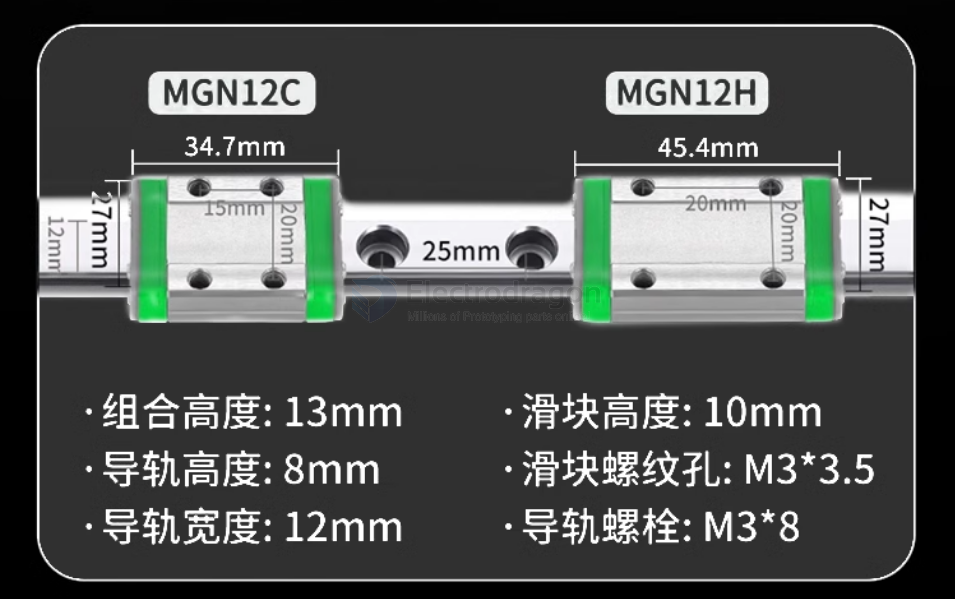 MGN12C
MGN12H
34.7mm
45.4mm
27mm
12mm
15mm
20mm
25mm
20mm
20mm
27mm
Electrodragon
Millions of Prototyping parts on
·组合高度: 13mm
·滑块高度: 10mm
·导轨高度: 8mm
·滑块螺纹孔: M3*3.5
·导轨宽度: 12mm
·导轨螺栓: M3*8